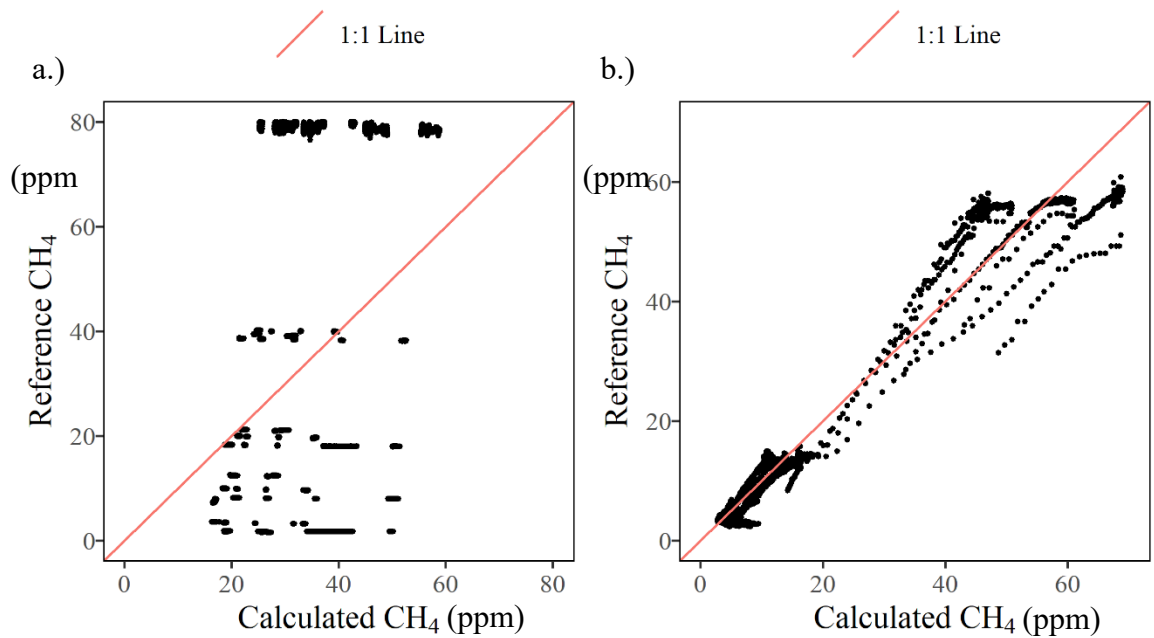 1:1 Line
a.)
80
(ppm
60
Reference CH4
40
20
0
0 20 40 60 80
Calculated CH4 (ppm)
1:1 Line
b.)
(ppm
60
Reference CH4
40
20
0
0 20 40 60
Calculated CH4 (ppm)